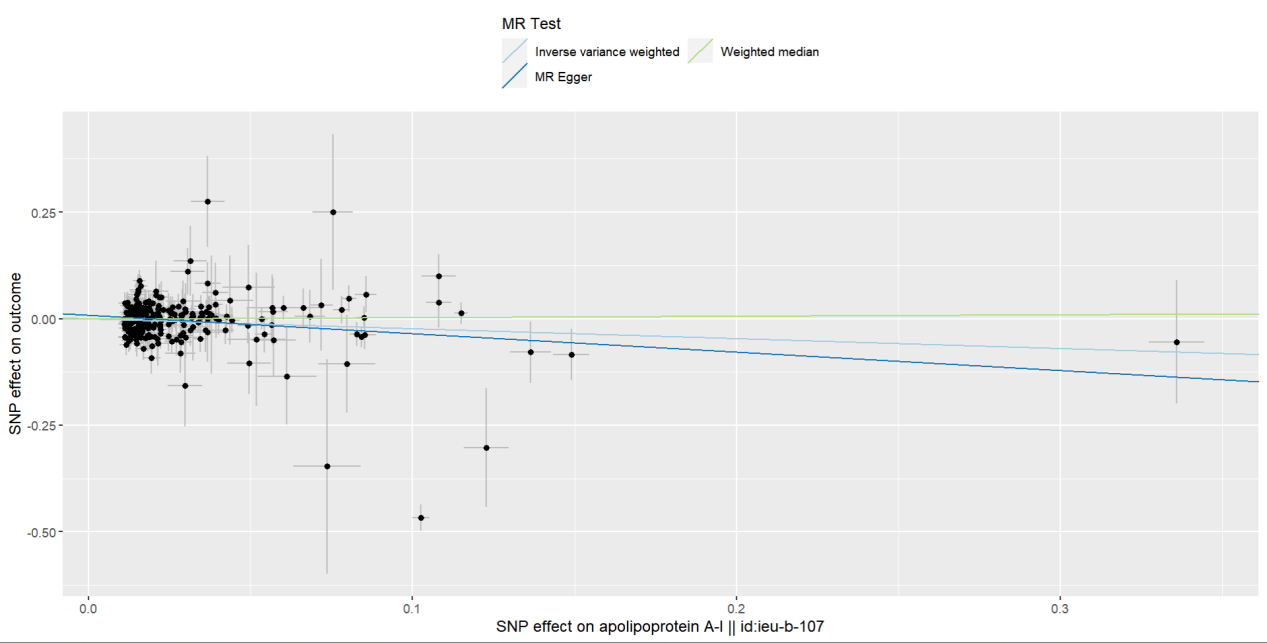 MR Test
Inverse variance weighted
Weighted median
MR Egger
0.25
0.00
-0.25
-0.50
SNP effect on outcome
0.0
0.1
0.2
0.3
SNP effect on apolipoprotein A-I || id:ieu-b-107